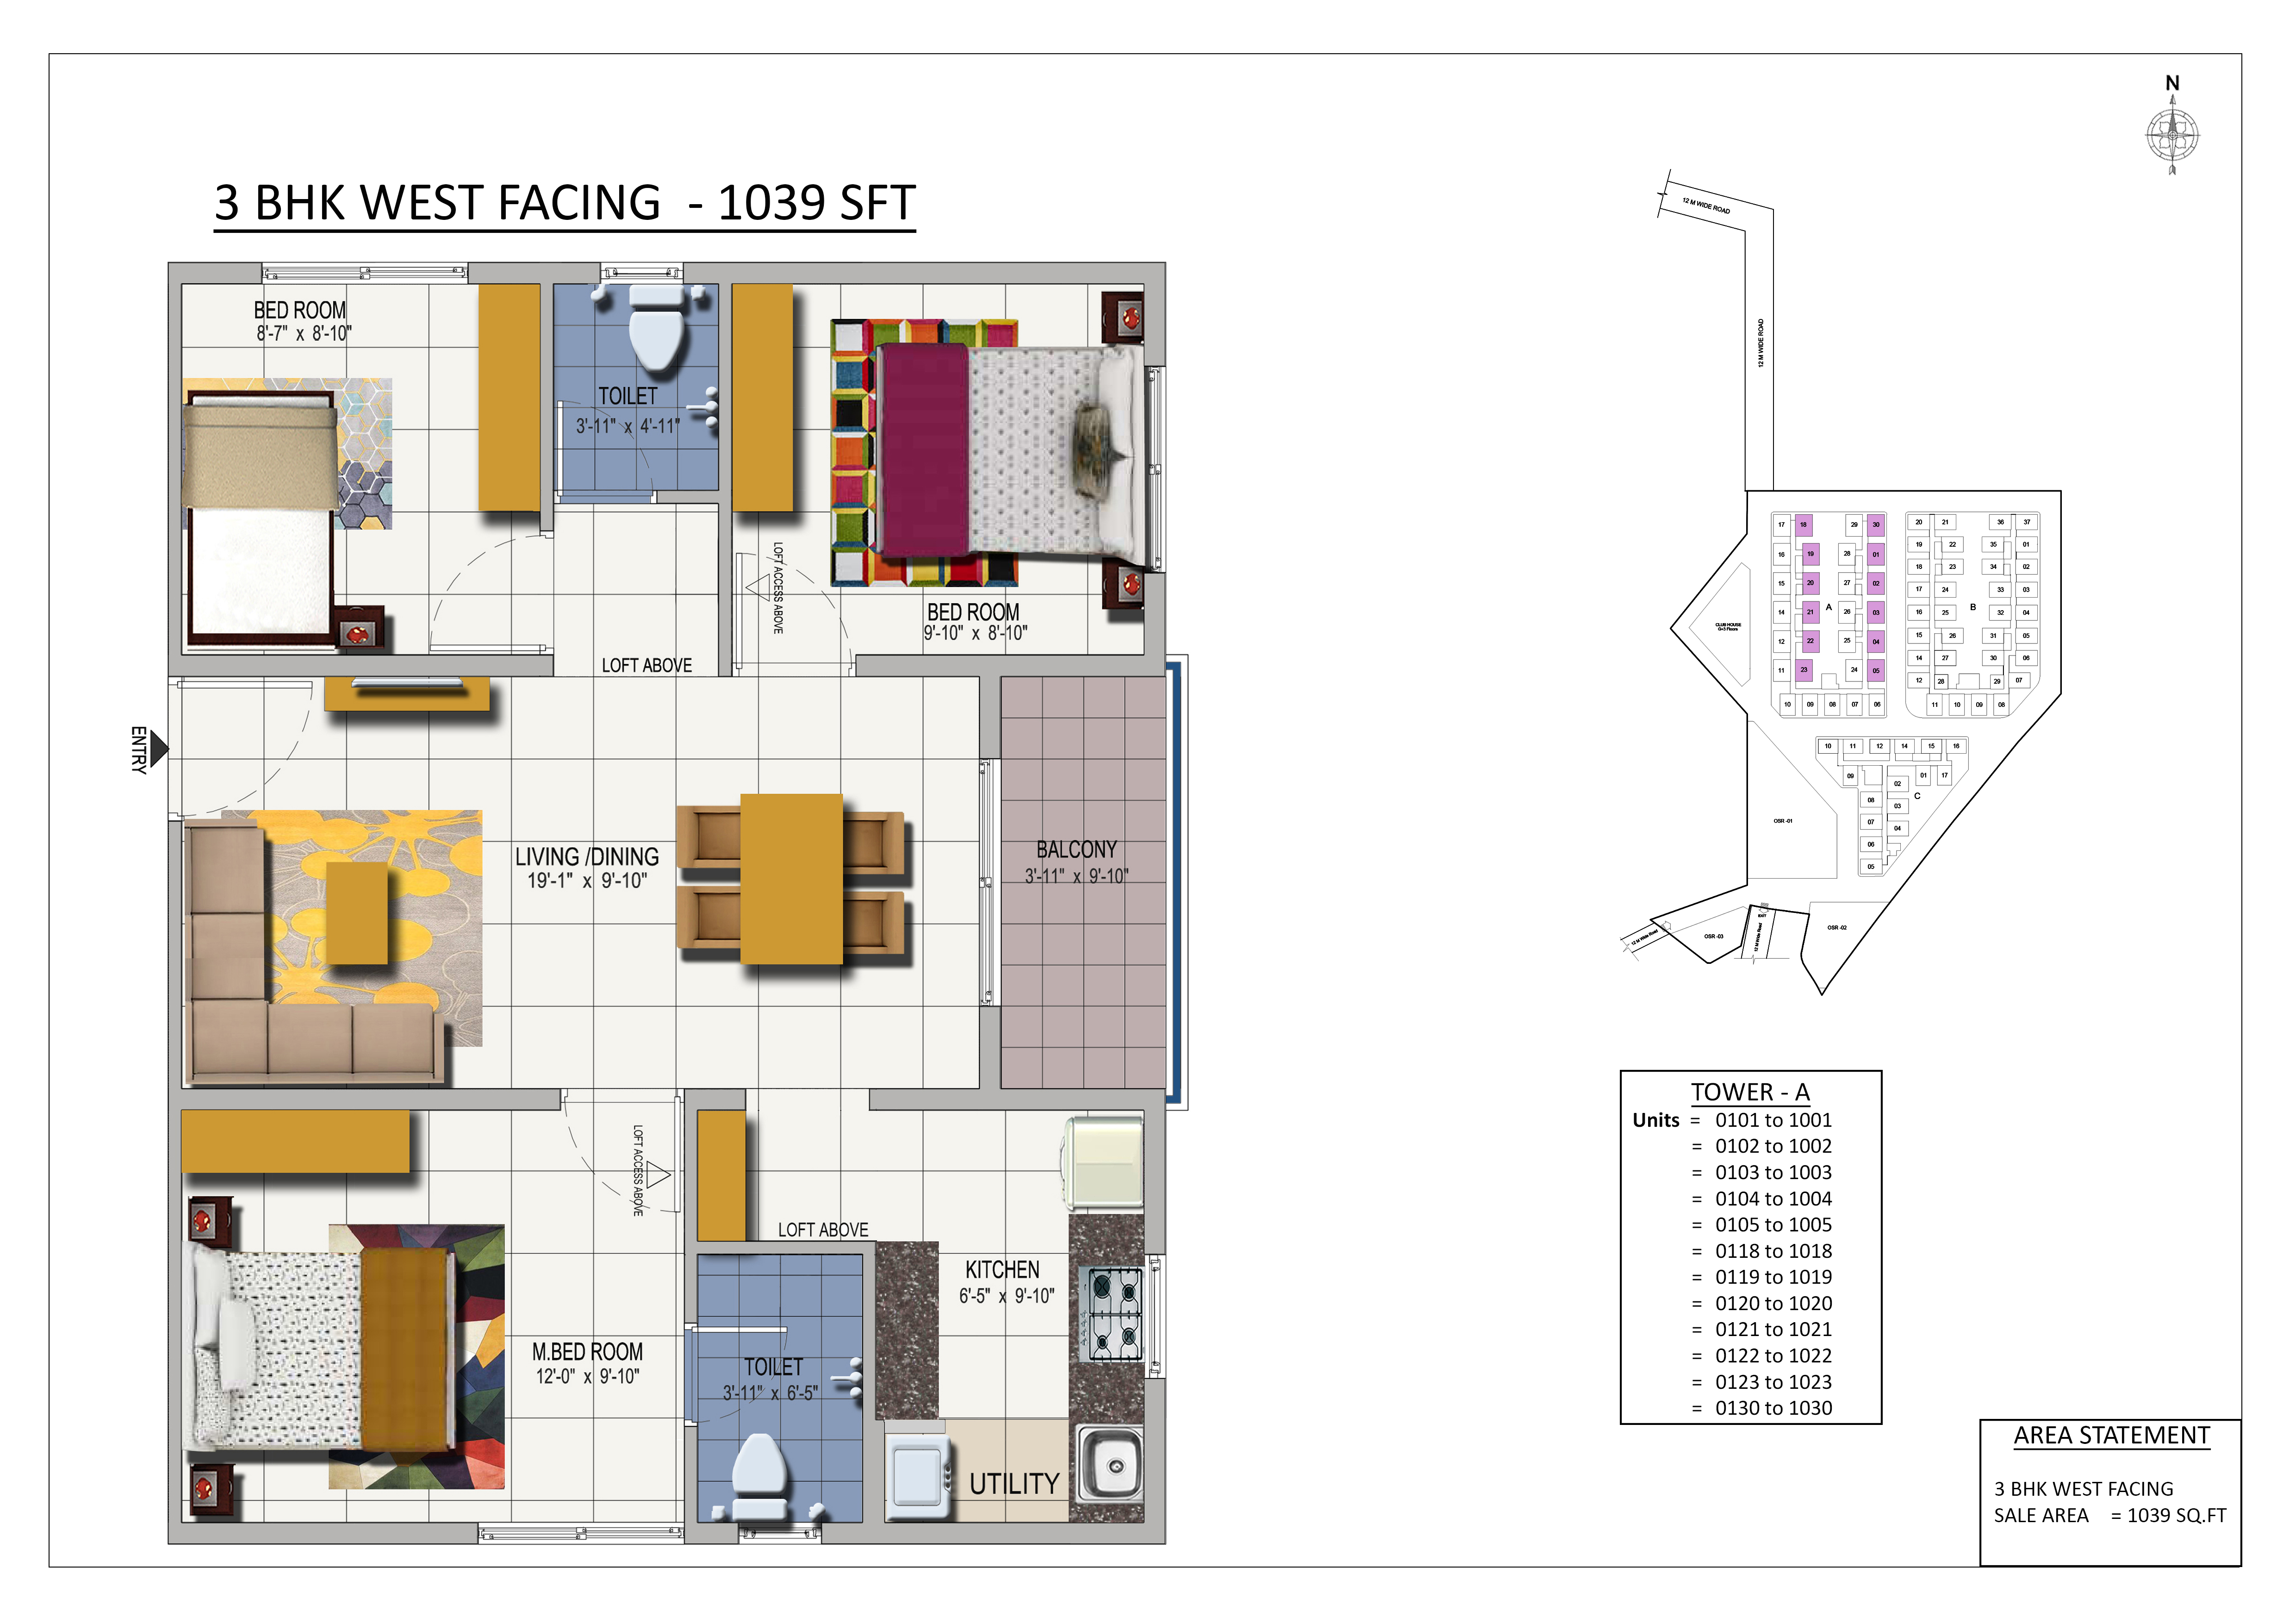 N
3 BHK WEST FACING - 1039 SFT
BED ROOM
8'-7" x 8'-10"
TOILET
3'-11" x 4'-11"
LOFT ACCESS ABOVE
BED ROOM
9'-10" x 8'-10"
LOFT ABOVE
ENTRY
LIVING /DINING
19'-1" x 9'-10"
BALCONY
3'-11" x 9'-10"
LOFT ACCESS ABOVE
LOFT ABOVE
KITCHEN
6'-5" x 9'-10"
M.BED ROOM
12'-0" x 9'-10"
TOILET
3'-11" x 6'-5"
UTILITY
12 M WIDE ROAD
12 M WIDE ROAD
17 18 29 30
16 19 28 01
15 20 27 02
14 21 A 26 03
12 22 25 04
11 23 24 05
10 09 08 07 06
20 21 36 37
19 22 35 01
18 23 34 02
17 24 33 03
16 25 B 32 04
15 26 31 05
14 27 30 06
12 28 29 07
11 10 09 08
CLUB HOUSE
G+3 Floors
10 11 12 14 15 16
09 01 17
02
08 C
03
07 04
06
05
OSR -01
OSR -03
OSR -02
EXIT
12 M Wide Road
12 M Wide Road
TOWER - A
Units = 0101 to 1001
= 0102 to 1002
= 0103 to 1003
= 0104 to 1004
= 0105 to 1005
= 0118 to 1018
= 0119 to 1019
= 0120 to 1020
= 0121 to 1021
= 0122 to 1022
= 0123 to 1023
= 0130 to 1030
AREA STATEMENT
3 BHK WEST FACING
SALE AREA = 1039 SQ.FT